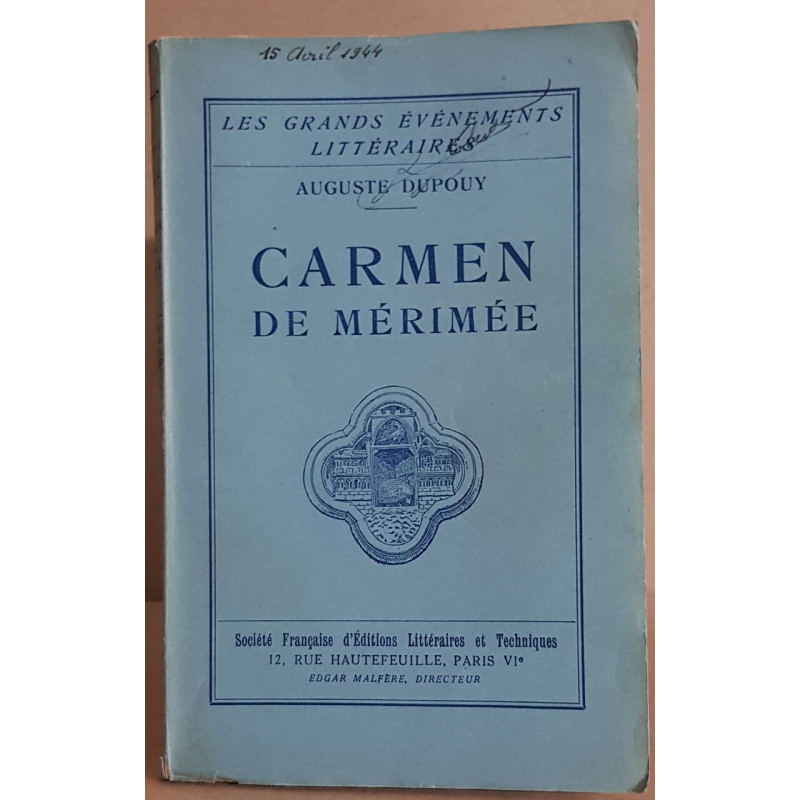 15 Avril 1944
LES GRANDS ÉVÉNEMENTS
LITTÉRAIRES
AUGUSTE DUPOUY
CARMEN
DE MÉRIMÉE
Société Française d'Éditions Littéraires et Techniques
12, RUE HAUTEFEUILLE, PARIS VIe
EDGAR MALFÈRE, DIRECTEUR